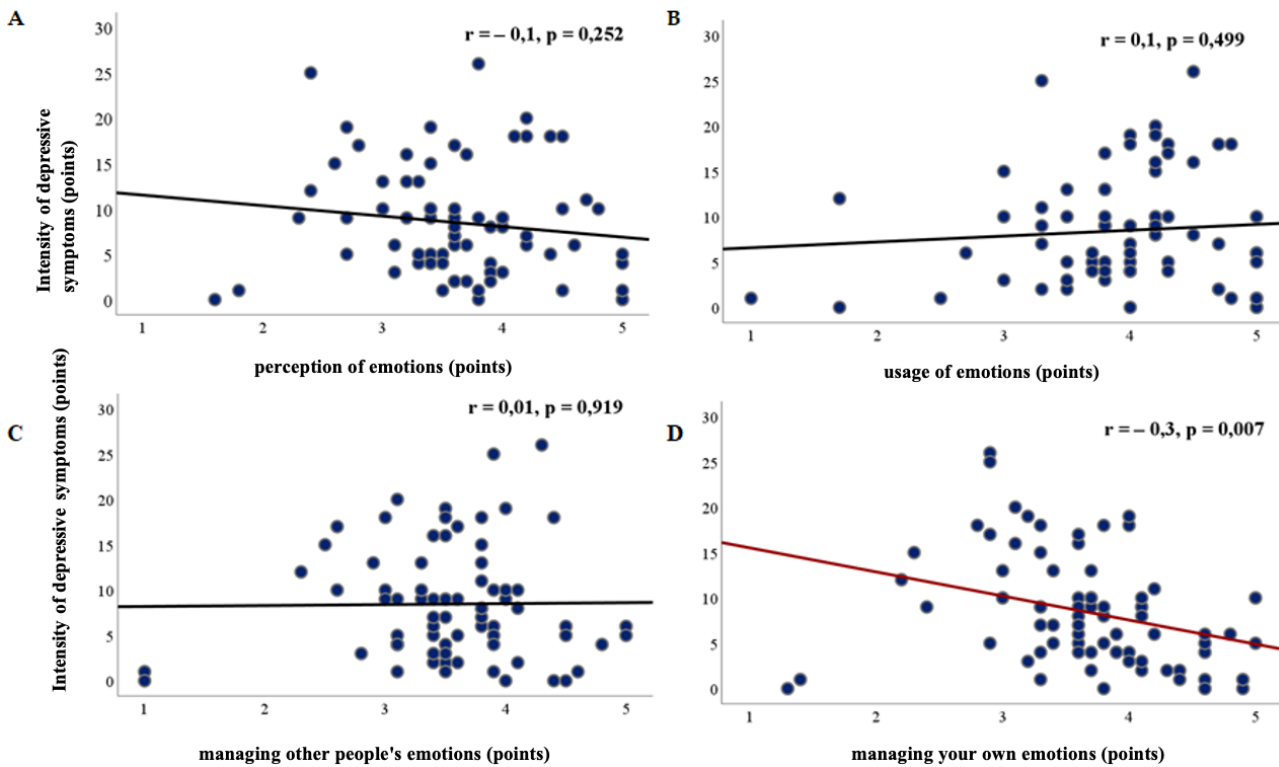 A
r = – 0,1, p = 0,252
30
25
20
15
10
5
0
Intensity of depressive
symptoms (points)
1 2 3 4 5
perception of emotions (points)
B
r = 0,1, p = 0,499
30
25
20
15
10
5
0
1 2 3 4 5
usage of emotions (points)
C
r = 0,01, p = 0,919
30
25
20
15
10
5
0
Intensity of depressive symptoms (points)
1 2 3 4 5
managing other people's emotions (points)
D
r = – 0,3, p = 0,007
30
25
20
15
10
5
0
1 2 3 4 5
managing your own emotions (points)